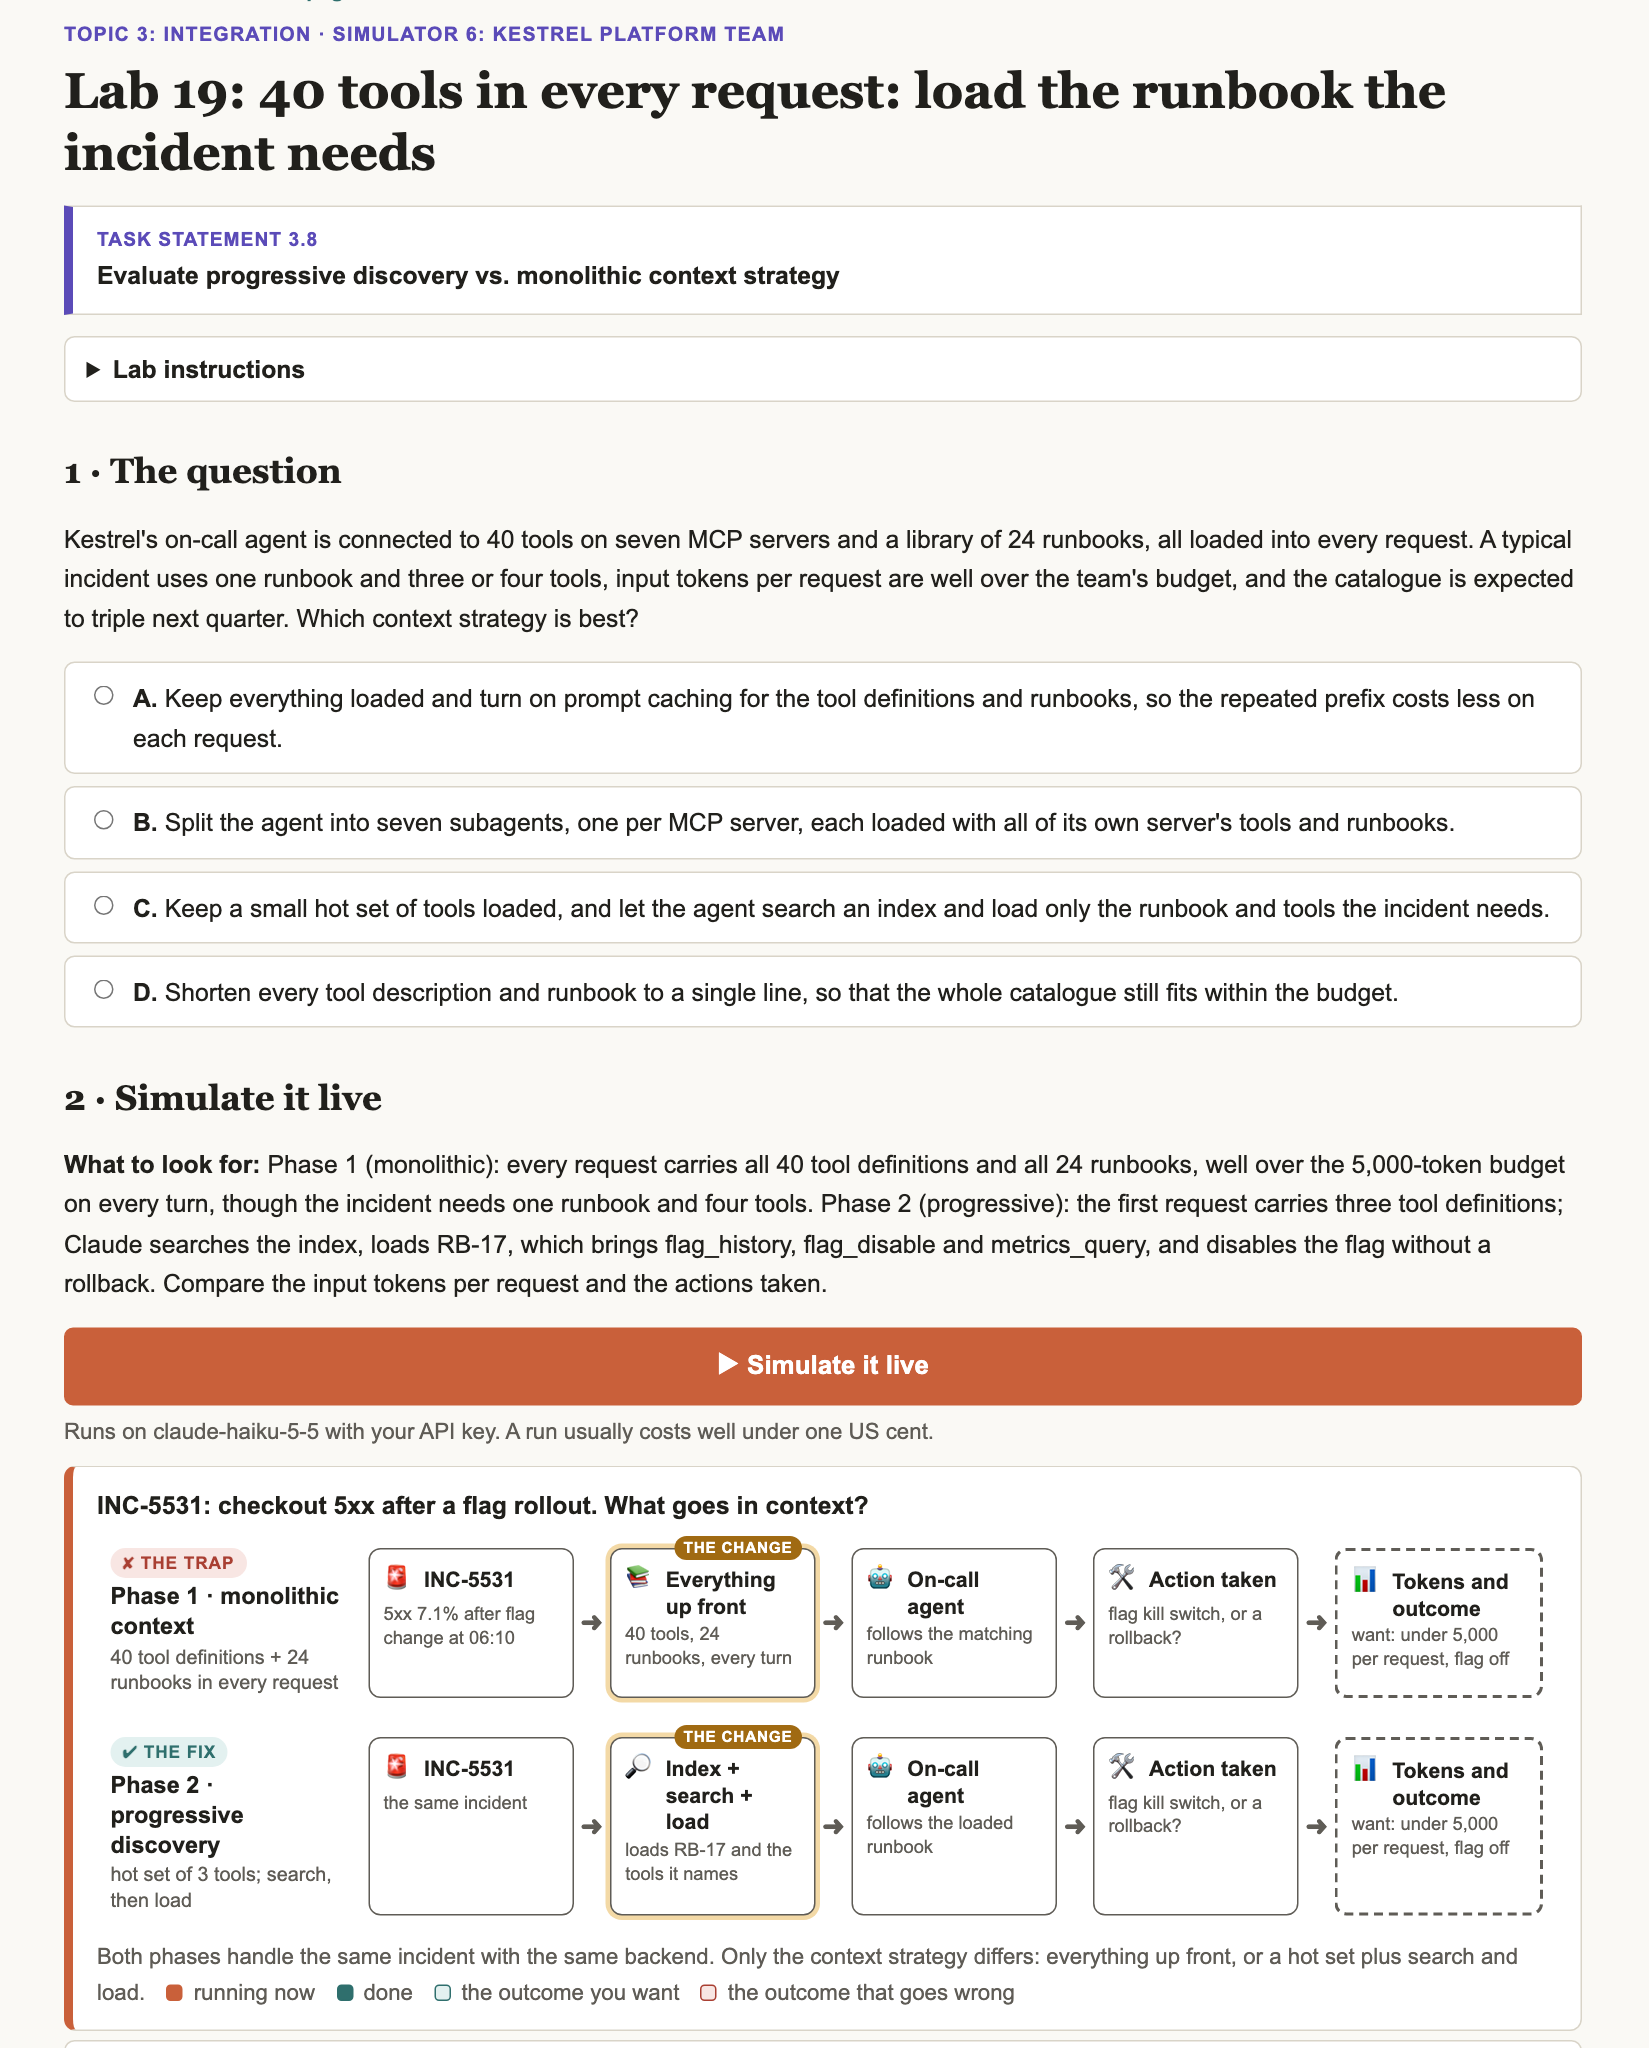 TOPIC 3: INTEGRATION · SIMULATOR 6: KESTREL PLATFORM TEAM
Lab 19: 40 tools in every request: load the runbook the
incident needs
TASK STATEMENT 3.8
Evaluate progressive discovery vs. monolithic context strategy
▶ Lab instructions
1 · The question
Kestrel's on-call agent is connected to 40 tools on seven MCP servers and a library of 24 runbooks, all loaded into every request. A typical
incident uses one runbook and three or four tools, input tokens per request are well over the team's budget, and the catalogue is expected
to triple next quarter. Which context strategy is best?
A. Keep everything loaded and turn on prompt caching for the tool definitions and runbooks, so the repeated prefix costs less on
each request.
B. Split the agent into seven subagents, one per MCP server, each loaded with all of its own server's tools and runbooks.
C. Keep a small hot set of tools loaded, and let the agent search an index and load only the runbook and tools the incident needs.
D. Shorten every tool description and runbook to a single line, so that the whole catalogue still fits within the budget.
2 · Simulate it live
What to look for: Phase 1 (monolithic): every request carries all 40 tool definitions and all 24 runbooks, well over the 5,000-token budget
on every turn, though the incident needs one runbook and four tools. Phase 2 (progressive): the first request carries three tool definitions;
Claude searches the index, loads RB-17, which brings flag_history, flag_disable and metrics_query, and disables the flag without a
rollback. Compare the input tokens per request and the actions taken.
▶ Simulate it live
Runs on claude-haiku-5-5 with your API key. A run usually costs well under one US cent.
INC-5531: checkout 5xx after a flag rollout. What goes in context?
✘ THE TRAP
Phase 1 · monolithic
context
40 tool definitions + 24
runbooks in every request
INC-5531
5xx 7.1% after flag
change at 06:10
➜
THE CHANGE
Everything
up front
40 tools, 24
runbooks, every turn
➜
On-call
agent
follows the matching
runbook
➜
Action taken
flag kill switch, or a
rollback?
➜
Tokens and
outcome
want: under 5,000
per request, flag off
✔ THE FIX
Phase 2 ·
progressive
discovery
hot set of 3 tools; search,
then load
INC-5531
the same incident
➜
THE CHANGE
Index +
search +
load
loads RB-17 and the
tools it names
➜
On-call
agent
follows the loaded
runbook
➜
Action taken
flag kill switch, or a
rollback?
➜
Tokens and
outcome
want: under 5,000
per request, flag off
Both phases handle the same incident with the same backend. Only the context strategy differs: everything up front, or a hot set plus search and
load. running now done the outcome you want the outcome that goes wrong